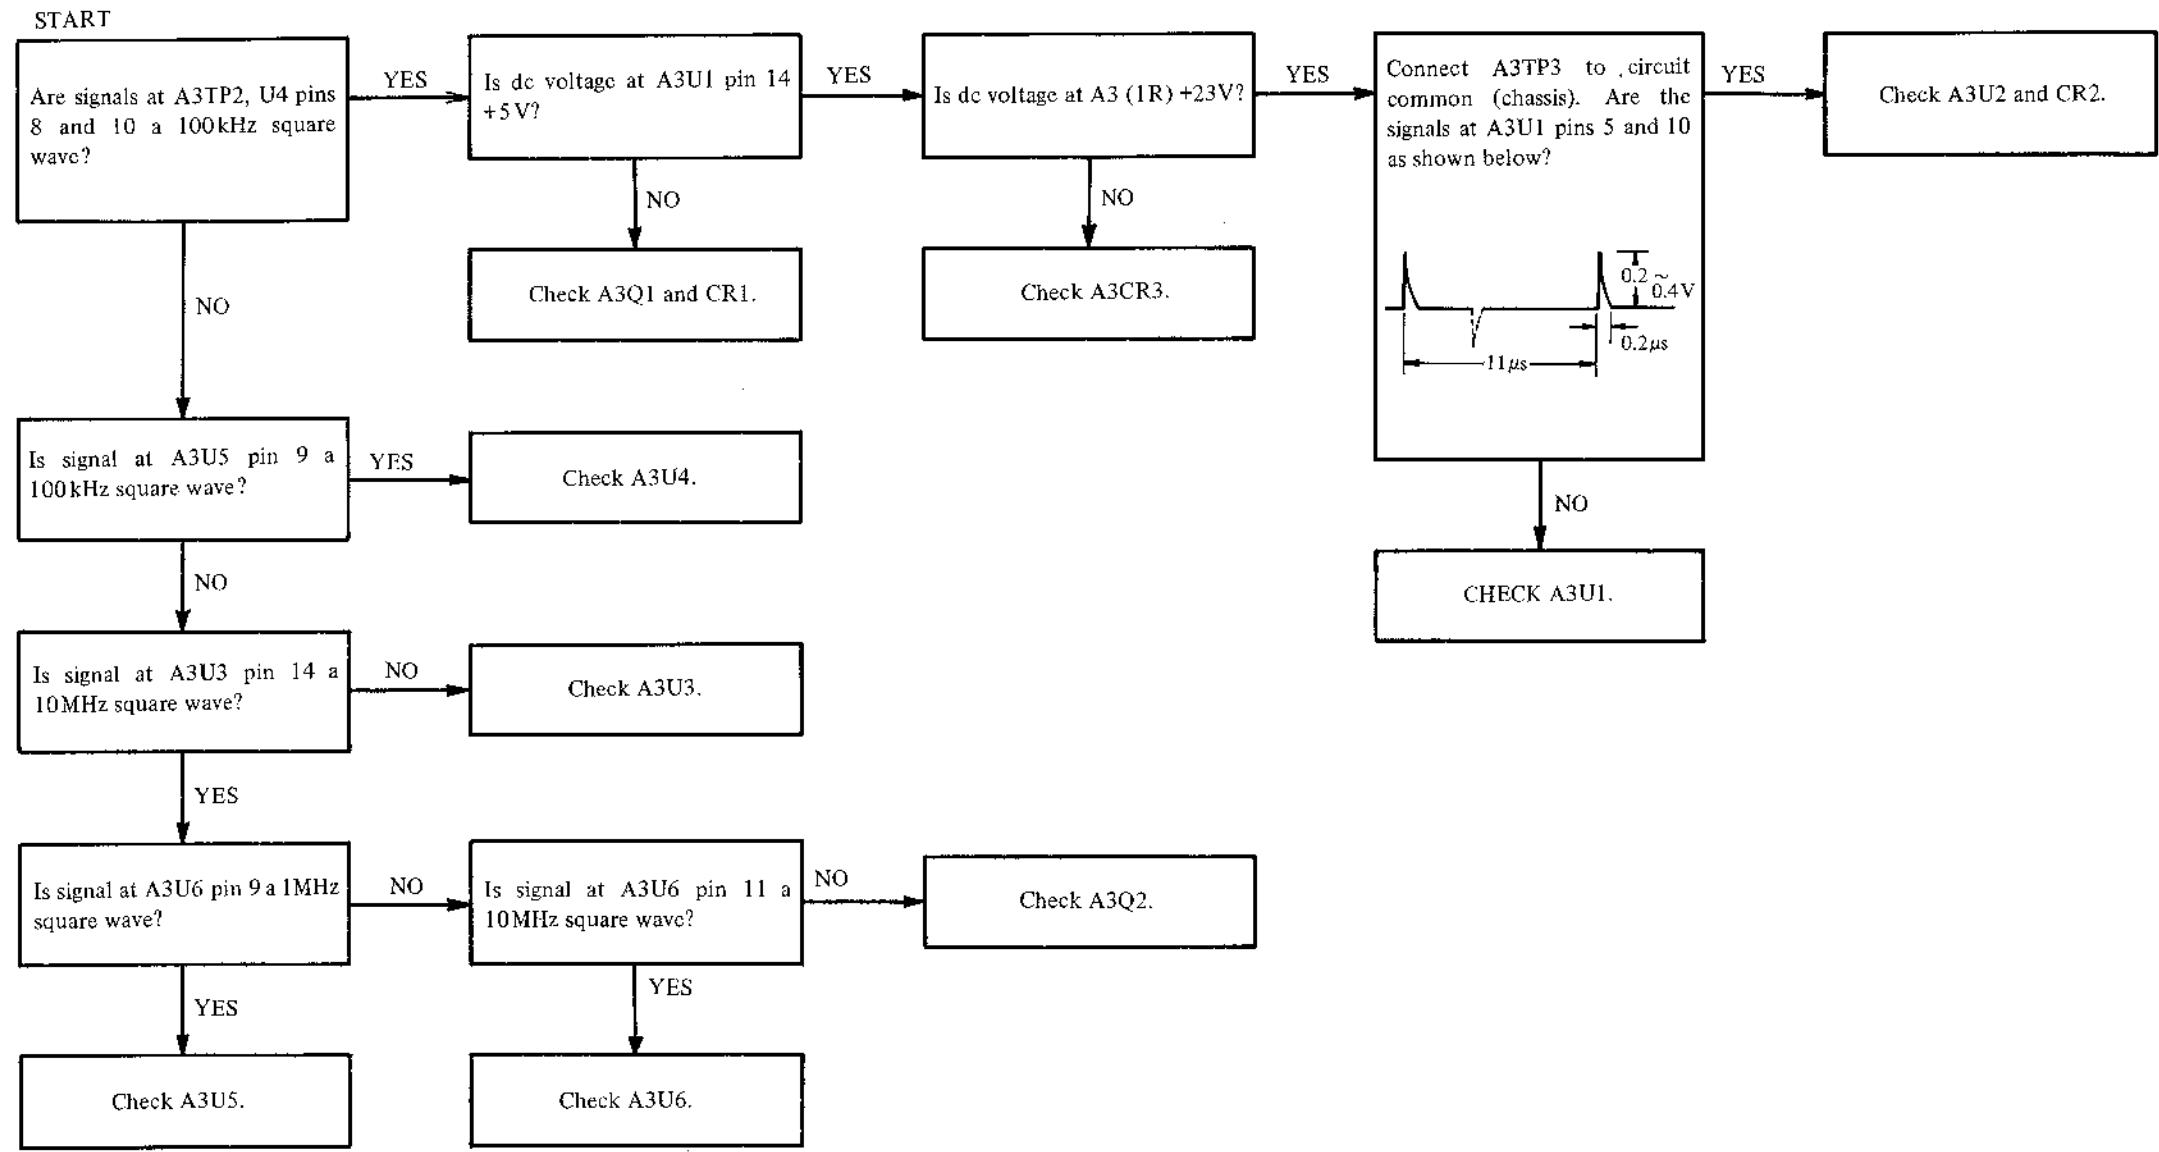 START
Are signals at A3TP2, U4 pins
8 and 10 a 100kHz square
wave?
YES
Is dc voltage at A3U1 pin 14
+5V?
YES
Is dc voltage at A3 (1R) +23V?
YES
Connect A3TP3 to circuit
common (chassis). Are the
signals at A3U1 pins 5 and 10
as shown below?
YES
Check A3U2 and CR2.
NO
NO
NO
Check A3Q1 and CR1.
Check A3CR3.
0.2 ~
0.4V
0.2µs
11µs
Is signal at A3U5 pin 9 a
100kHz square wave?
YES
Check A3U4.
NO
CHECK A3U1.
NO
Is signal at A3U3 pin 14 a
10MHz square wave?
NO
Check A3U3.
YES
Is signal at A3U6 pin 9 a 1MHz
square wave?
NO
Is signal at A3U6 pin 11 a
10MHz square wave?
NO
Check A3Q2.
YES
YES
Check A3U5.
Check A3U6.